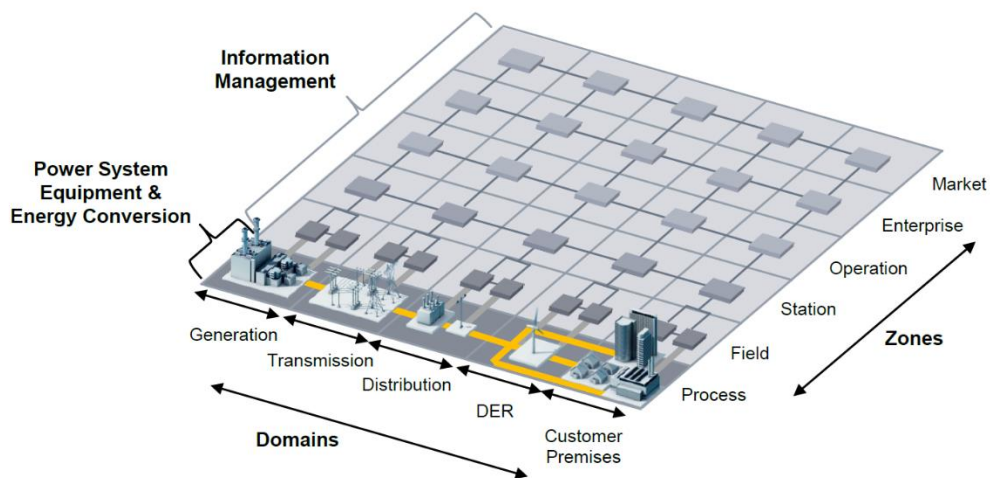 Information
Management
Power System
Equipment &
Energy Conversion
Market
Enterprise
Operation
Station
Zones
Field
Process
Generation
Transmission
Distribution
DER
Customer
Premises
Domains